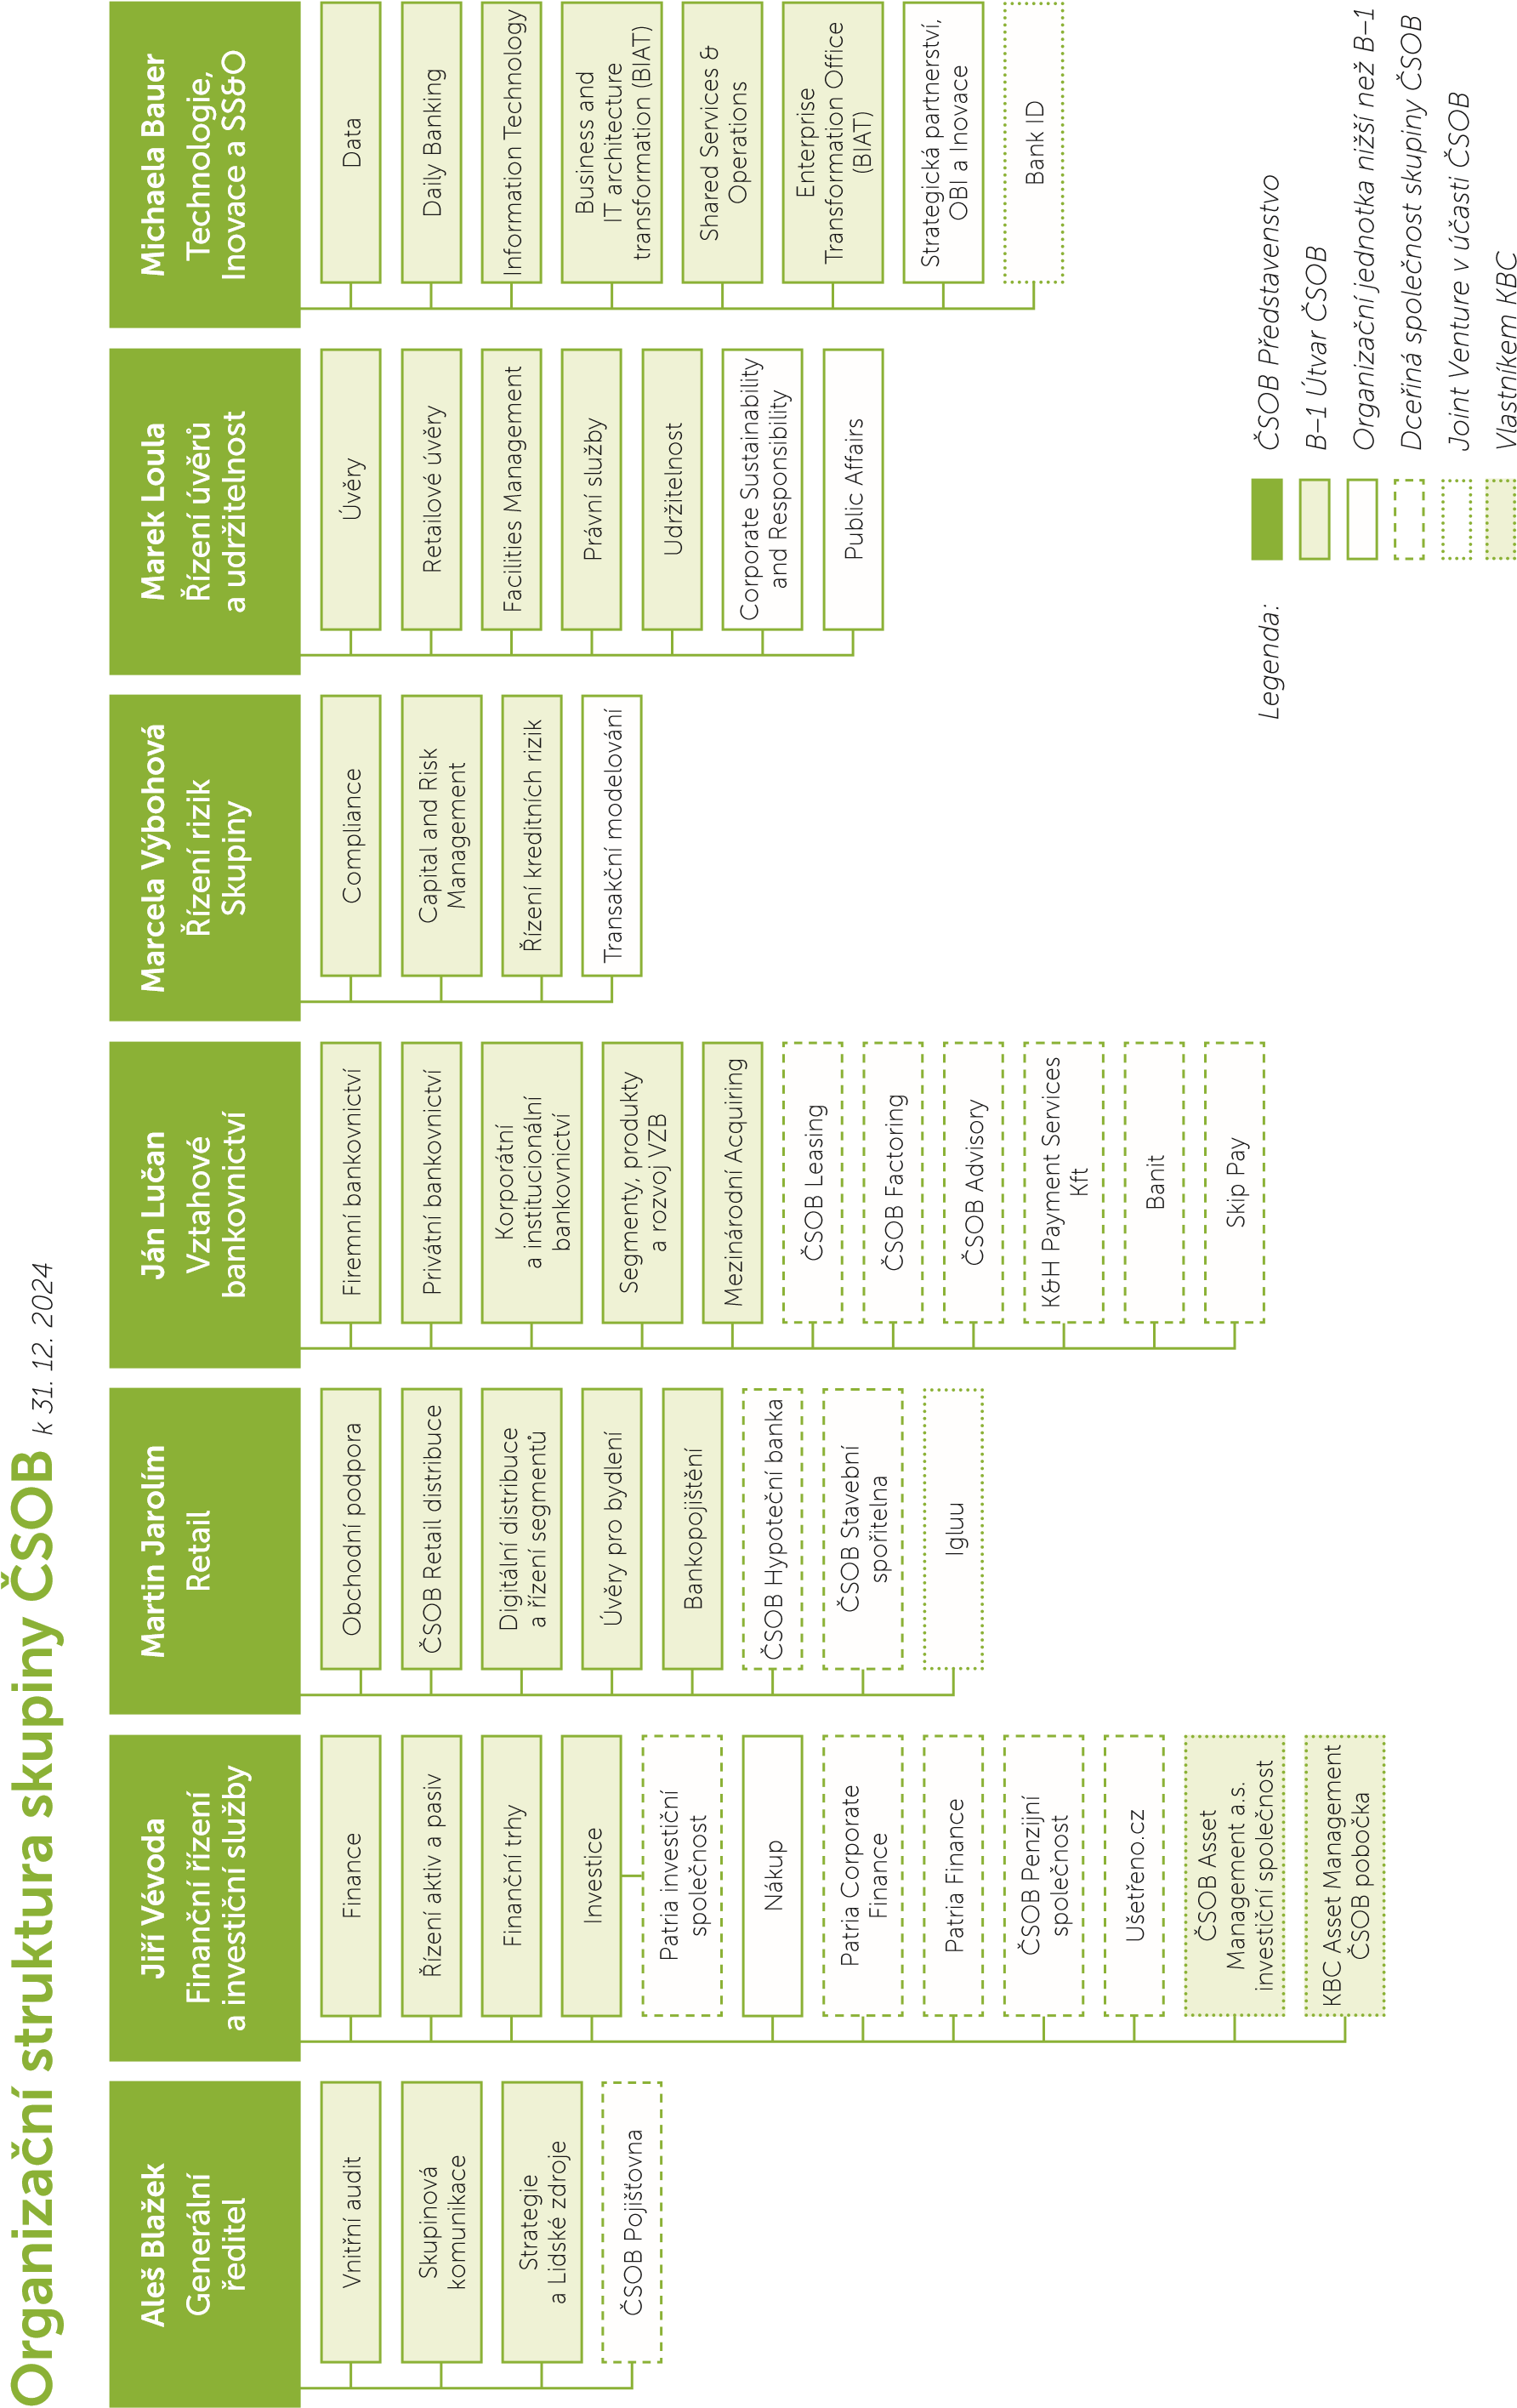 Organizační struktura skupiny ČSOB k 31. 12. 2024
Aleš Blažek
Generální
ředitel
Vnitřní audit
Skupinová
komunikace
Strategie
a Lidské zdroje
ČSOB Pojišťovna
Jiří Vévoda
Finanční řízení
a investiční služby
Finance
Řízení aktiv a pasiv
Finanční trhy
Investice
Patria investiční
společnost
Nákup
Patria Corporate
Finance
Patria Finance
ČSOB Penzijní
společnost
Ušetřeno.cz
ČSOB Asset
Management a.s.
investiční společnost
KBC Asset Management
ČSOB pobočka
Martin Jarolím
Retail
Obchodní podpora
ČSOB Retail distribuce
Digitální distribuce
a řízení segmentů
Úvěry pro bydlení
Bankopojištění
ČSOB Hypoteční banka
ČSOB Stavební
spořitelna
Igluu
Ján Lučan
Vztahové
bankovnictví
Firemní bankovnictví
Privátní bankovnictví
Korporátní
a institucionální
bankovnictví
Segmenty, produkty
a rozvoj VZB
Mezinárodní Acquiring
ČSOB Leasing
ČSOB Factoring
ČSOB Advisory
K&H Payment Services
Kft
Banit
Skip Pay
Marcela Výbohová
Řízení rizik
Skupiny
Compliance
Capital and Risk
Management
Řízení kreditních rizik
Transakční modelování
Marek Loula
Řízení úvěrů
a udržitelnost
Úvěry
Retailové úvěry
Facilities Management
Právní služby
Udržitelnost
Corporate Sustainability
and Responsibility
Public Affairs
Michaela Bauer
Technologie,
Inovace a SS&O
Data
Daily Banking
Information Technology
Business and
IT architecture
transformation (BIAT)
Shared Services &
Operations
Enterprise
Transformation Office
(BIAT)
Strategická partnerství,
OBI a Inovace
Bank ID
Legenda:
ČSOB Představenstvo
B–1 Útvar ČSOB
Organizační jednotka nižší než B–1
Dceřiná společnost skupiny ČSOB
Joint Venture v účasti ČSOB
Vlastníkem KBC